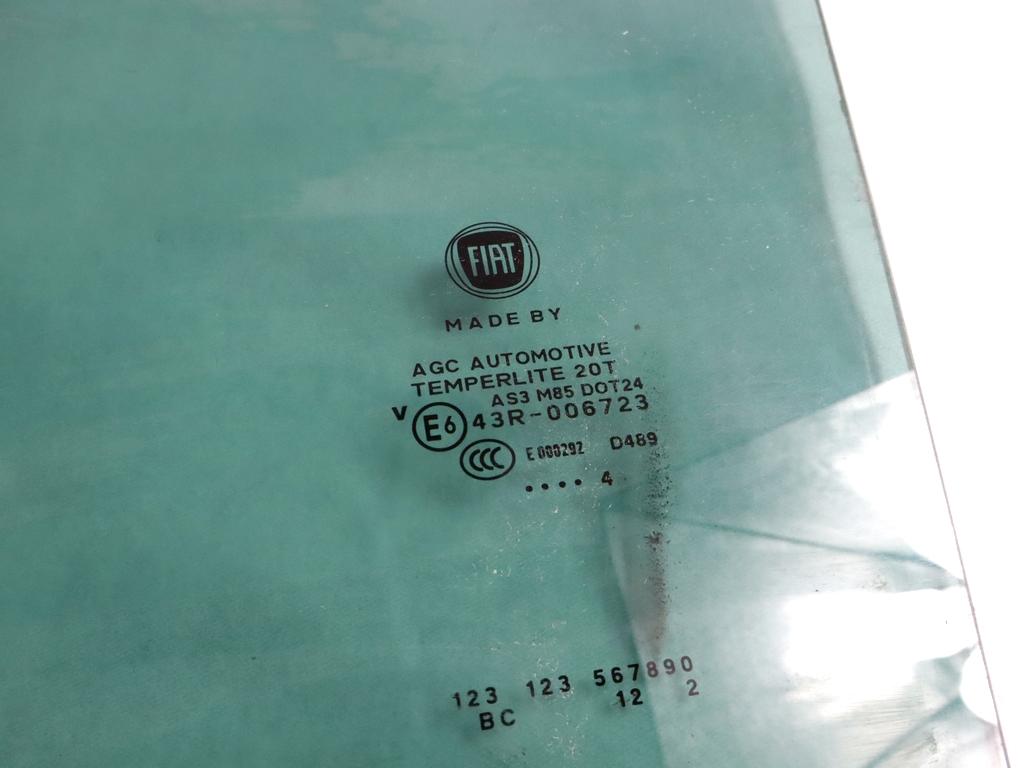 FIAT
MADE BY
AGC AUTOMOTIVE
TEMPERLITE 20T
AS3 M85 DOT24
V E6 43R-006723
CCC E 000292 D489
.... 4
123 123 567890
BC 12 2